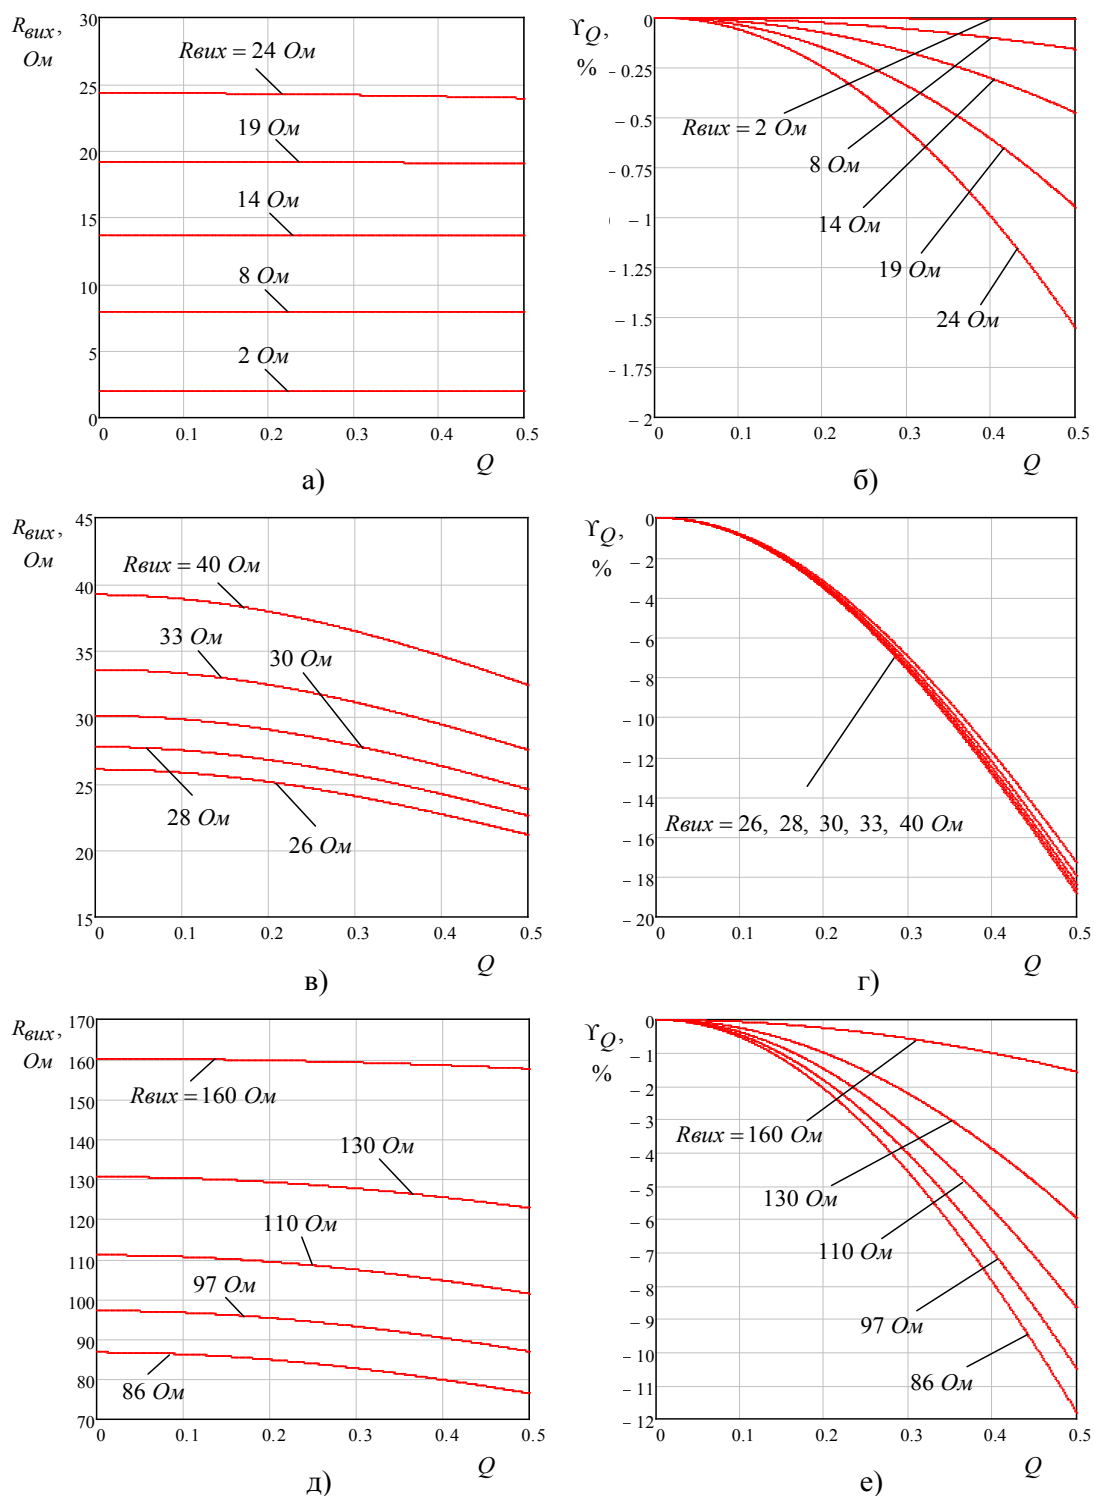 Rвих,
Ом
30
25
20
15
10
5
0
Rвих = 24 Ом
19 Ом
14 Ом
8 Ом
2 Ом
0 0.1 0.2 0.3 0.4 0.5
Q
а)
ϒQ,
%
0
− 0.25
− 0.5
− 0.75
− 1
− 1.25
− 1.5
− 1.75
− 2
Rвих = 2 Ом
8 Ом
14 Ом
19 Ом
24 Ом
0 0.1 0.2 0.3 0.4 0.5
Q
б)
Rвих,
Ом
45
40
35
30
25
20
15
Rвих = 40 Ом
33 Ом
30 Ом
28 Ом
26 Ом
0 0.1 0.2 0.3 0.4 0.5
Q
в)
ϒQ,
%
0
− 2
− 4
− 6
− 8
− 10
− 12
− 14
− 16
− 18
− 20
Rвих = 26, 28, 30, 33, 40 Ом
0 0.1 0.2 0.3 0.4 0.5
Q
г)
Rвих,
Ом
170
160
150
140
130
120
110
100
90
80
70
Rвих = 160 Ом
130 Ом
110 Ом
97 Ом
86 Ом
0 0.1 0.2 0.3 0.4 0.5
Q
д)
ϒQ,
%
0
− 1
− 2
− 3
− 4
− 5
− 6
− 7
− 8
− 9
− 10
− 11
− 12
Rвих = 160 Ом
130 Ом
110 Ом
97 Ом
86 Ом
0 0.1 0.2 0.3 0.4 0.5
Q
е)